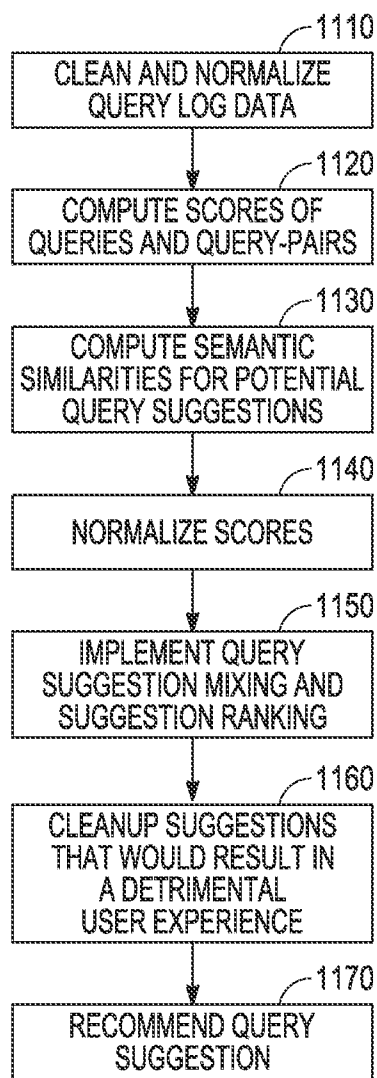 1110
CLEAN AND NORMALIZE
QUERY LOG DATA
1120
COMPUTE SCORES OF
QUERIES AND QUERY-PAIRS
1130
COMPUTE SEMANTIC
SIMILARITIES FOR POTENTIAL
QUERY SUGGESTIONS
1140
NORMALIZE SCORES
1150
IMPLEMENT QUERY
SUGGESTION MIXING AND
SUGGESTION RANKING
1160
CLEANUP SUGGESTIONS
THAT WOULD RESULT IN
A DETRIMENTAL
USER EXPERIENCE
1170
RECOMMEND QUERY
SUGGESTION